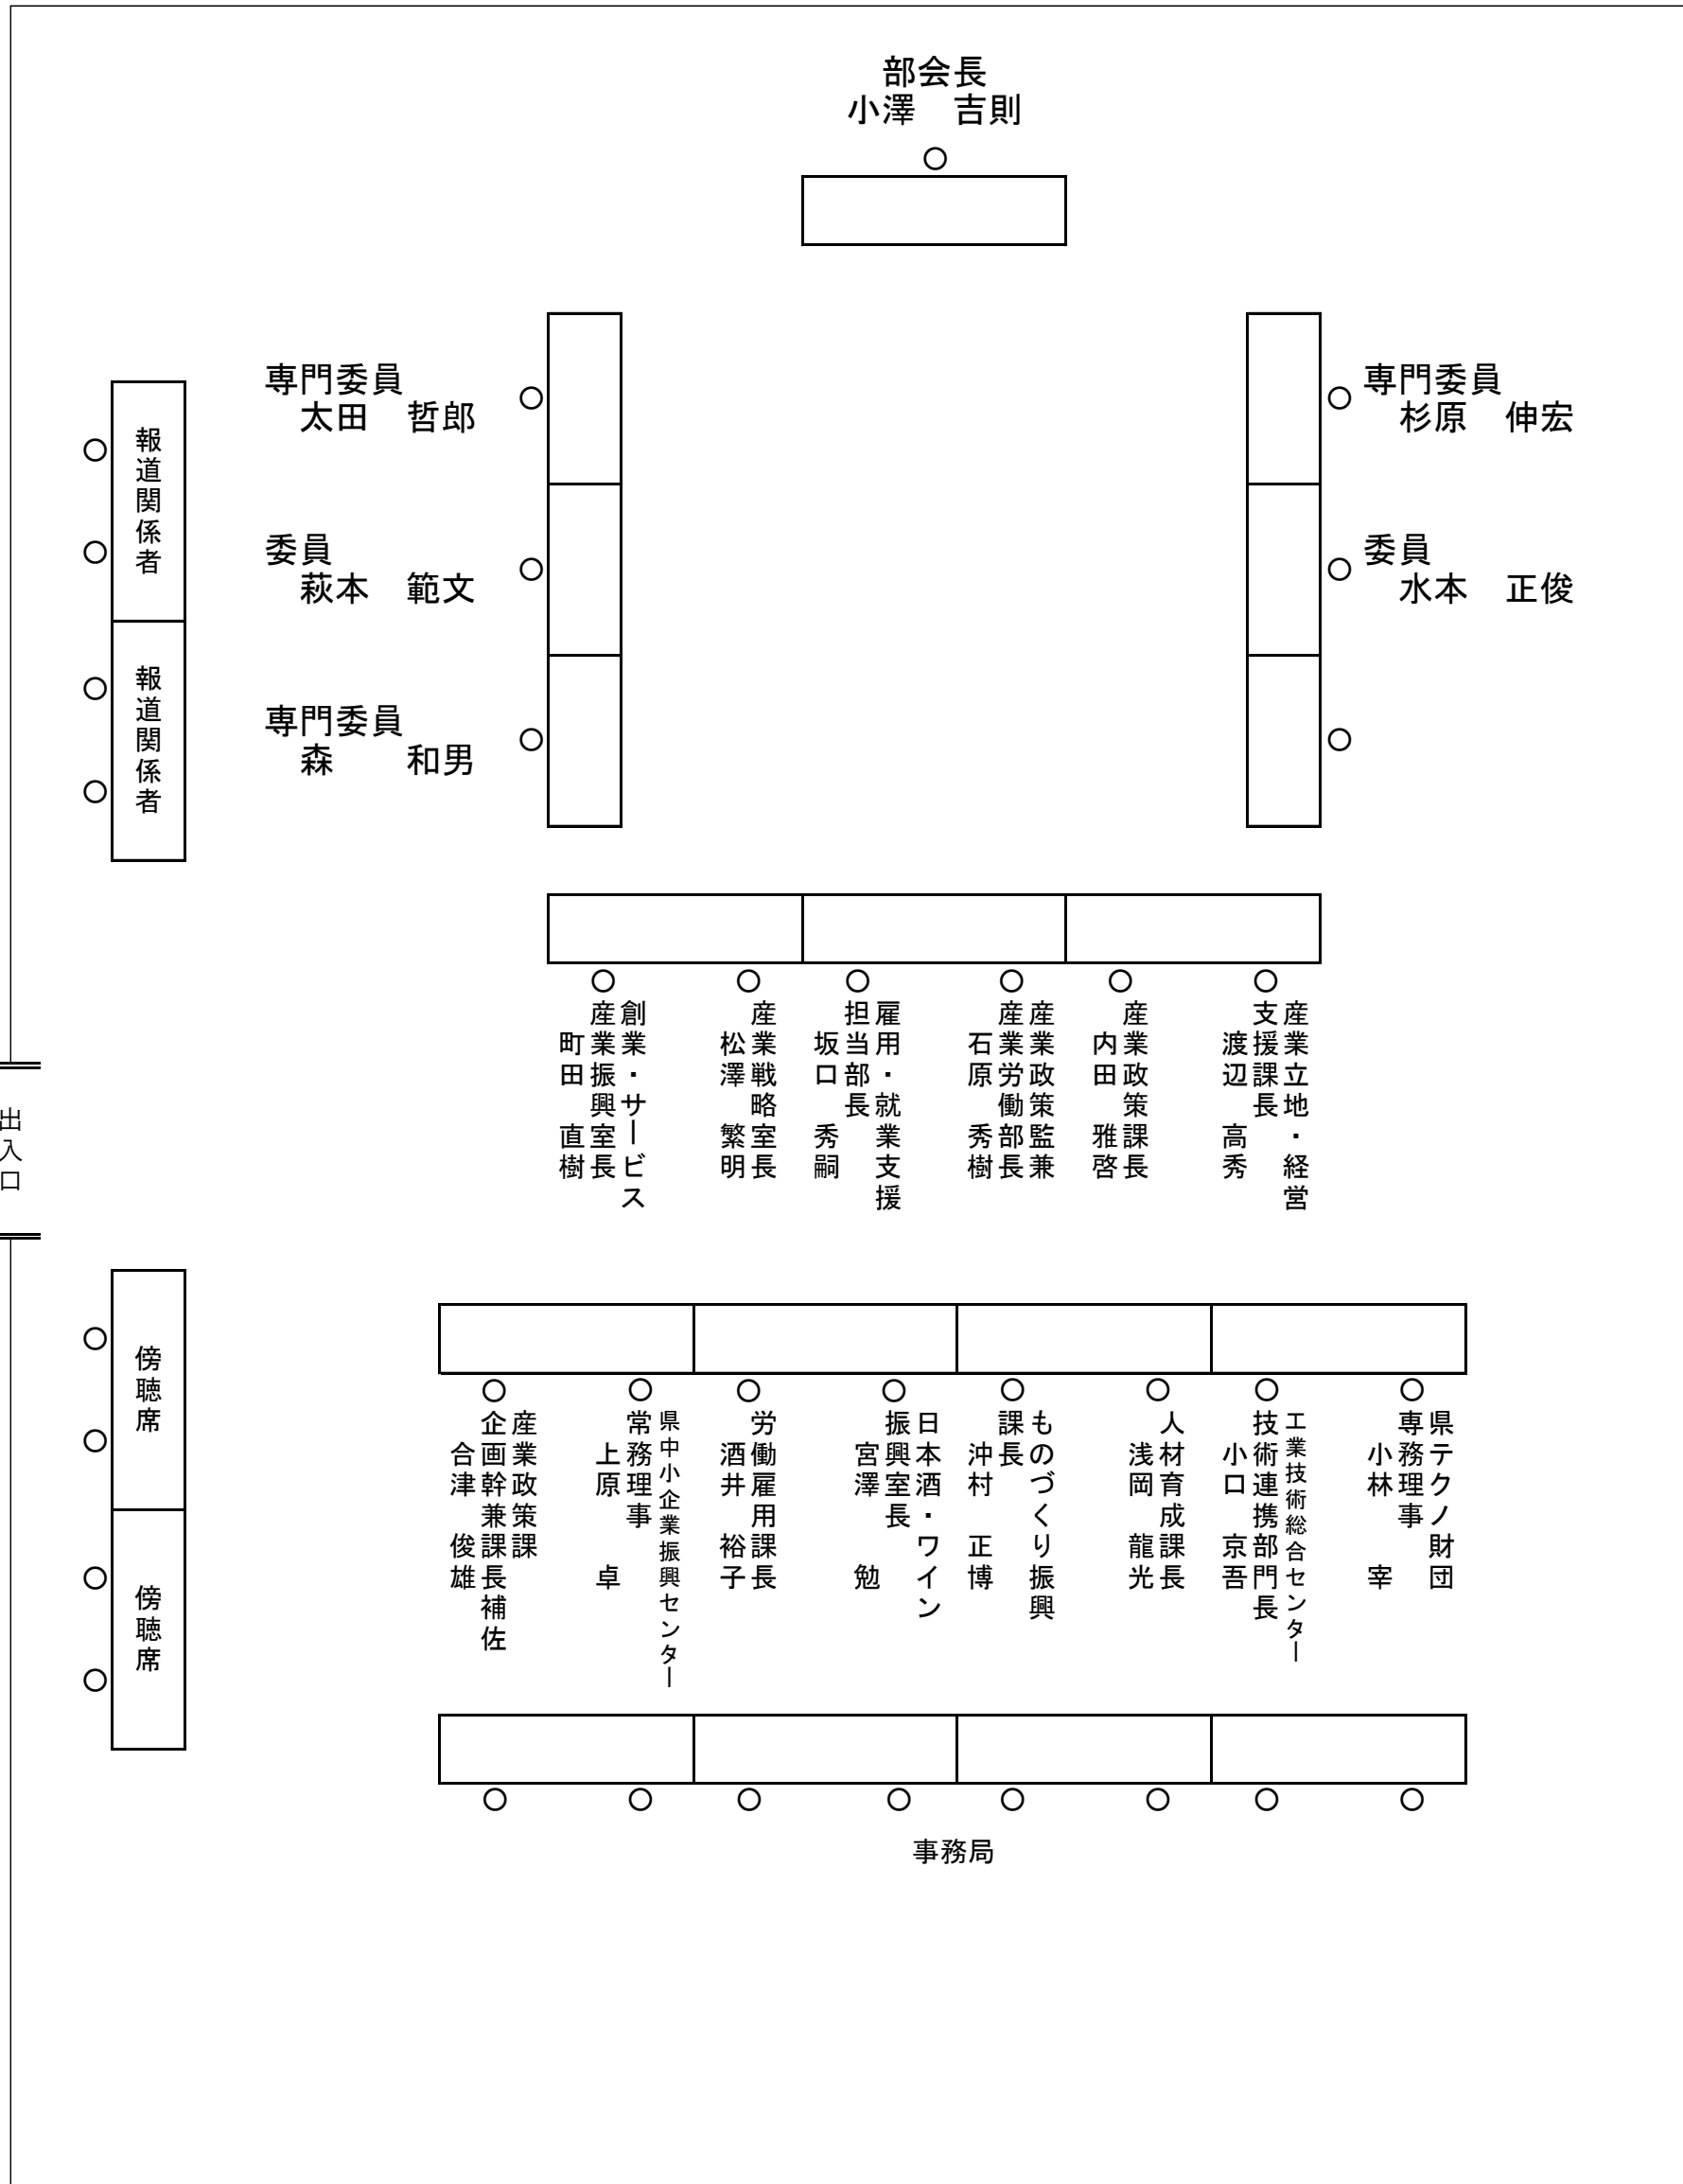 部会長
小澤　吉則
専門委員
太田　哲郎
専門委員
杉原　伸宏
委員
萩本　範文
委員
水本　正俊
専門委員
森　　和男
報道関係者
報道関係者
産業立地・経営
支援課長
渡辺　高秀
産業政策課長
内田　雅啓
産業政策監兼
産業労働部長
石原　秀樹
雇用・就業支援
担当部長
坂口　秀嗣
産業戦略室長
松澤　繁明
創業・サービス
産業振興室長
町田　直樹
出入口
県テクノ財団
専務理事
小林　　宰
工業技術総合センター
技術連携部門長
小口　京吾
人材育成課長
浅岡　龍光
ものづくり振興
課長
沖村　正博
日本酒・ワイン
振興室長
宮澤　　勉
労働雇用課長
酒井　裕子
県中小企業振興センター
常務理事
上原　　卓
産業政策課
企画幹兼課長補佐
合津　俊雄
傍聴席
傍聴席
事務局